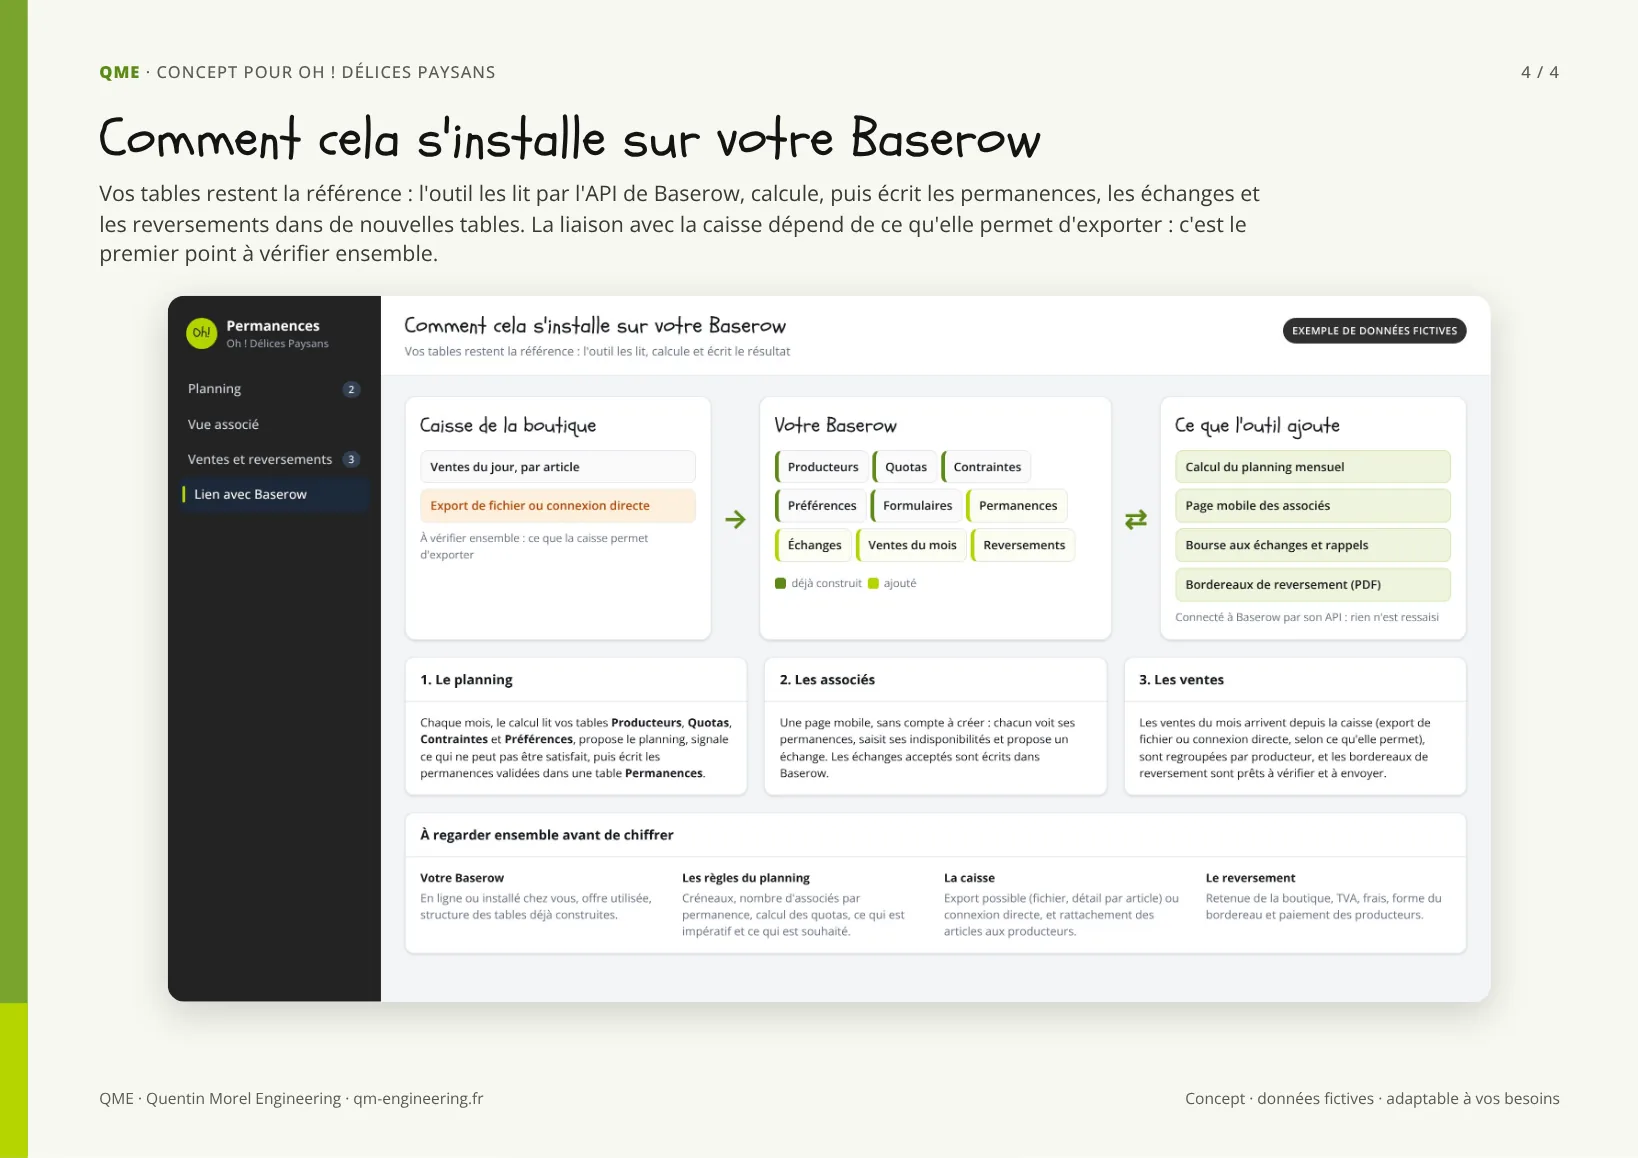 QME · CONCEPT POUR OH ! DÉLICES PAYSANS
4 / 4
Comment cela s'installe sur votre Baserow
Vos tables restent la référence : l'outil les lit par l'API de Baserow, calcule, puis écrit les permanences, les échanges et
les reversements dans de nouvelles tables. La liaison avec la caisse dépend de ce qu'elle permet d'exporter : c'est le
premier point à vérifier ensemble.
Oh!
Permanences
Oh ! Délices Paysans
Planning 2
Vue associé
Ventes et reversements 3
Lien avec Baserow
Comment cela s'installe sur votre Baserow
Vos tables restent la référence : l'outil les lit, calcule et écrit le résultat
EXEMPLE DE DONNÉES FICTIVES
Caisse de la boutique
Ventes du jour, par article
Export de fichier ou connexion directe
À vérifier ensemble : ce que la caisse permet
d'exporter
→
Votre Baserow
Producteurs Quotas Contraintes
Préférences Formulaires Permanences
Échanges Ventes du mois Reversements
déjà construit ajouté
⇄
Ce que l'outil ajoute
Calcul du planning mensuel
Page mobile des associés
Bourse aux échanges et rappels
Bordereaux de reversement (PDF)
Connecté à Baserow par son API : rien n'est ressaisi
1. Le planning
Chaque mois, le calcul lit vos tables Producteurs, Quotas,
Contraintes et Préférences, propose le planning, signale
ce qui ne peut pas être satisfait, puis écrit les
permanences validées dans une table Permanences.
2. Les associés
Une page mobile, sans compte à créer : chacun voit ses
permanences, saisit ses indisponibilités et propose un
échange. Les échanges acceptés sont écrits dans
Baserow.
3. Les ventes
Les ventes du mois arrivent depuis la caisse (export de
fichier ou connexion directe, selon ce qu'elle permet),
sont regroupées par producteur, et les bordereaux de
reversement sont prêts à vérifier et à envoyer.
À regarder ensemble avant de chiffrer
Votre Baserow
En ligne ou installé chez vous, offre utilisée,
structure des tables déjà construites.
Les règles du planning
Créneaux, nombre d'associés par
permanence, calcul des quotas, ce qui est
impératif et ce qui est souhaité.
La caisse
Export possible (fichier, détail par article) ou
connexion directe, et rattachement des
articles aux producteurs.
Le reversement
Retenue de la boutique, TVA, frais, forme du
bordereau et paiement des producteurs.
QME · Quentin Morel Engineering · qm-engineering.fr
Concept · données fictives · adaptable à vos besoins